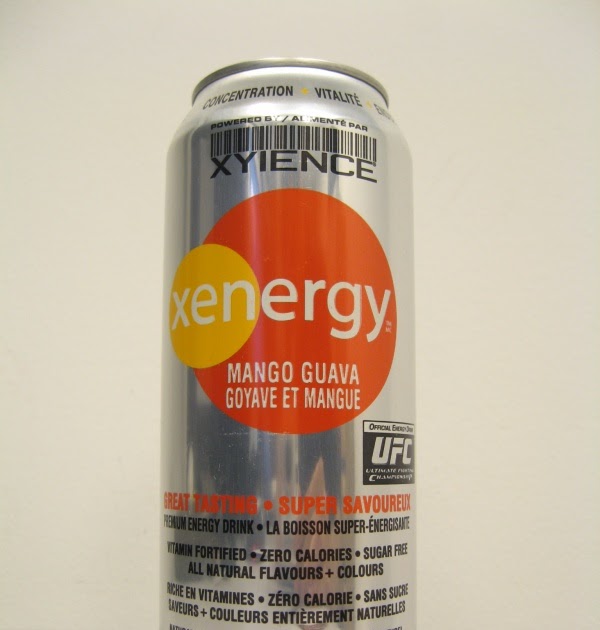 CONCENTRATION • VITALITÉ •
POWERED BY / ALIMENTÉ PAR
XYIENCE
xenergy
MANGO GUAVA
GOYAVE ET MANGUE
OFFICIAL ENERGY DRINK
UFC
ULTIMATE FIGHTING
CHAMPIONSHIP
GREAT TASTING • SUPER SAVOUREUX
PREMIUM ENERGY DRINK • LA BOISSON SUPER-ÉNERGISANTE
VITAMIN FORTIFIED • ZERO CALORIES • SUGAR FREE
ALL NATURAL FLAVOURS + COLOURS
RICHE EN VITAMINES • ZÉRO CALORIE • SANS SUCRE
SAVEURS + COULEURS ENTIÈREMENT NATURELLES